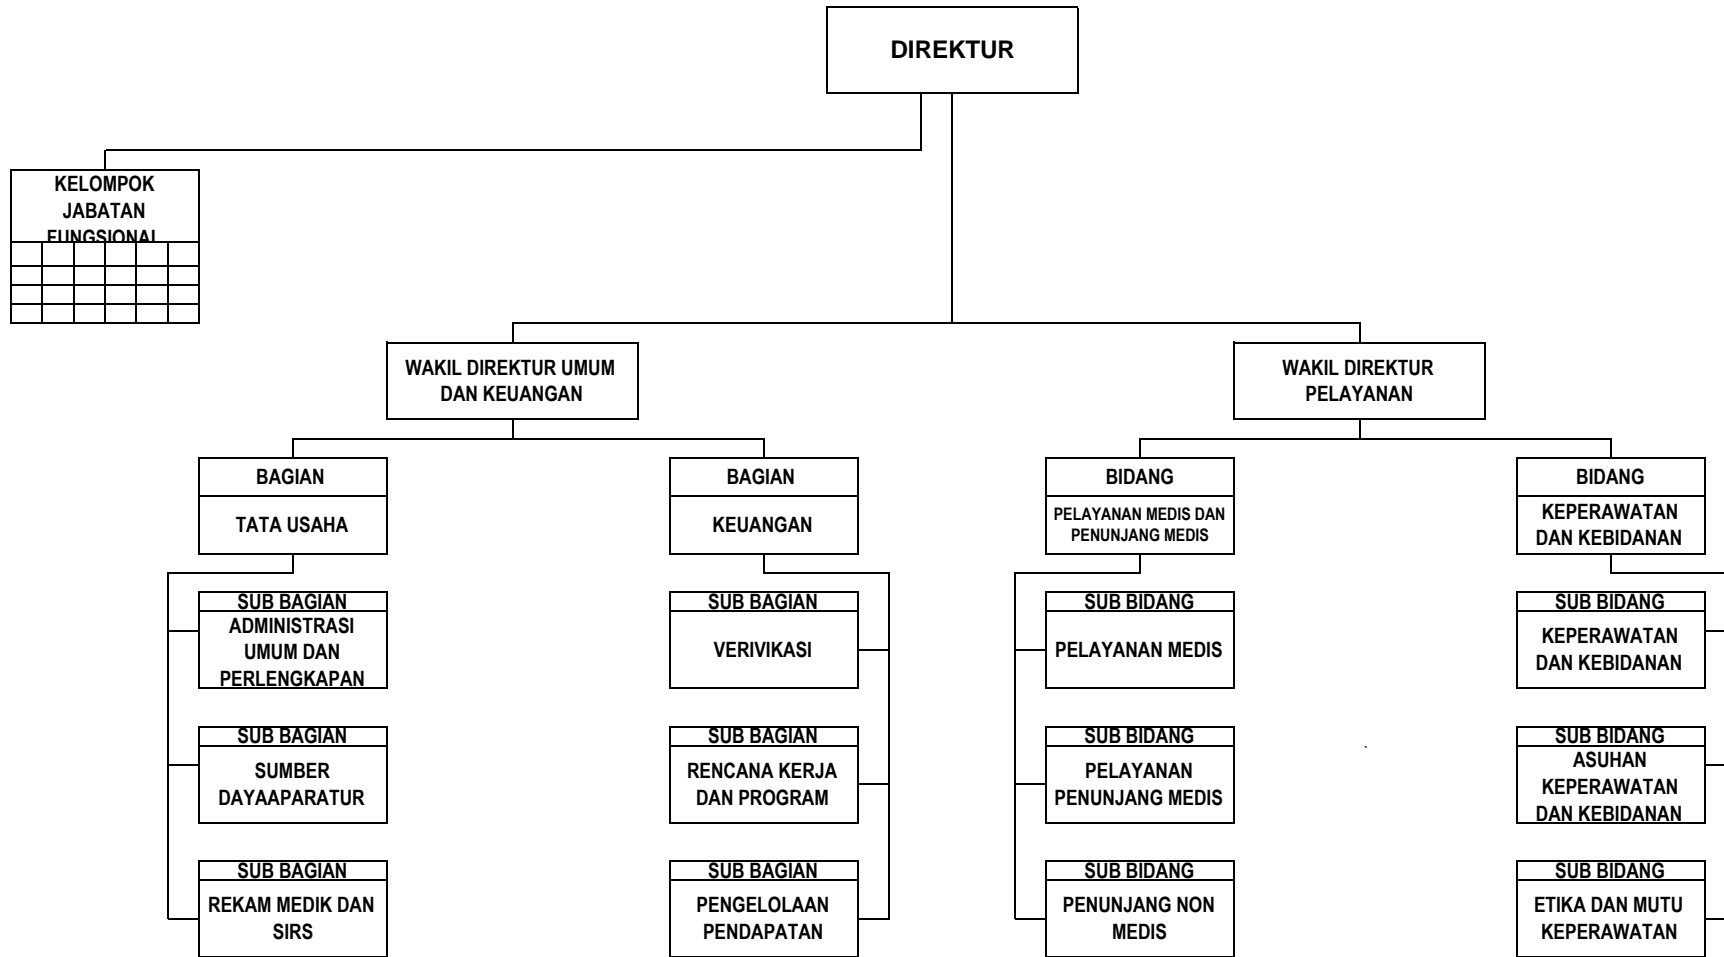 DIREKTUR
KELOMPOK
JABATAN
FUNGSIONAL
WAKIL DIREKTUR UMUM
DAN KEUANGAN
WAKIL DIREKTUR
PELAYANAN
BAGIAN
TATA USAHA
BAGIAN
KEUANGAN
BIDANG
PELAYANAN MEDIS DAN
PENUNJANG MEDIS
BIDANG
KEPERAWATAN
DAN KEBIDANAN
SUB BAGIAN
ADMINISTRASI
UMUM DAN
PERLENGKAPAN
SUB BAGIAN
VERIVIKASI
SUB BIDANG
PELAYANAN MEDIS
SUB BIDANG
KEPERAWATAN
DAN KEBIDANAN
SUB BAGIAN
SUMBER
DAYAAPARATUR
SUB BAGIAN
RENCANA KERJA
DAN PROGRAM
SUB BIDANG
PELAYANAN
PENUNJANG MEDIS
SUB BIDANG
ASUHAN
KEPERAWATAN
DAN KEBIDANAN
SUB BAGIAN
REKAM MEDIK DAN
SIRS
SUB BAGIAN
PENGELOLAAN
PENDAPATAN
SUB BIDANG
PENUNJANG NON
MEDIS
SUB BIDANG
ETIKA DAN MUTU
KEPERAWATAN